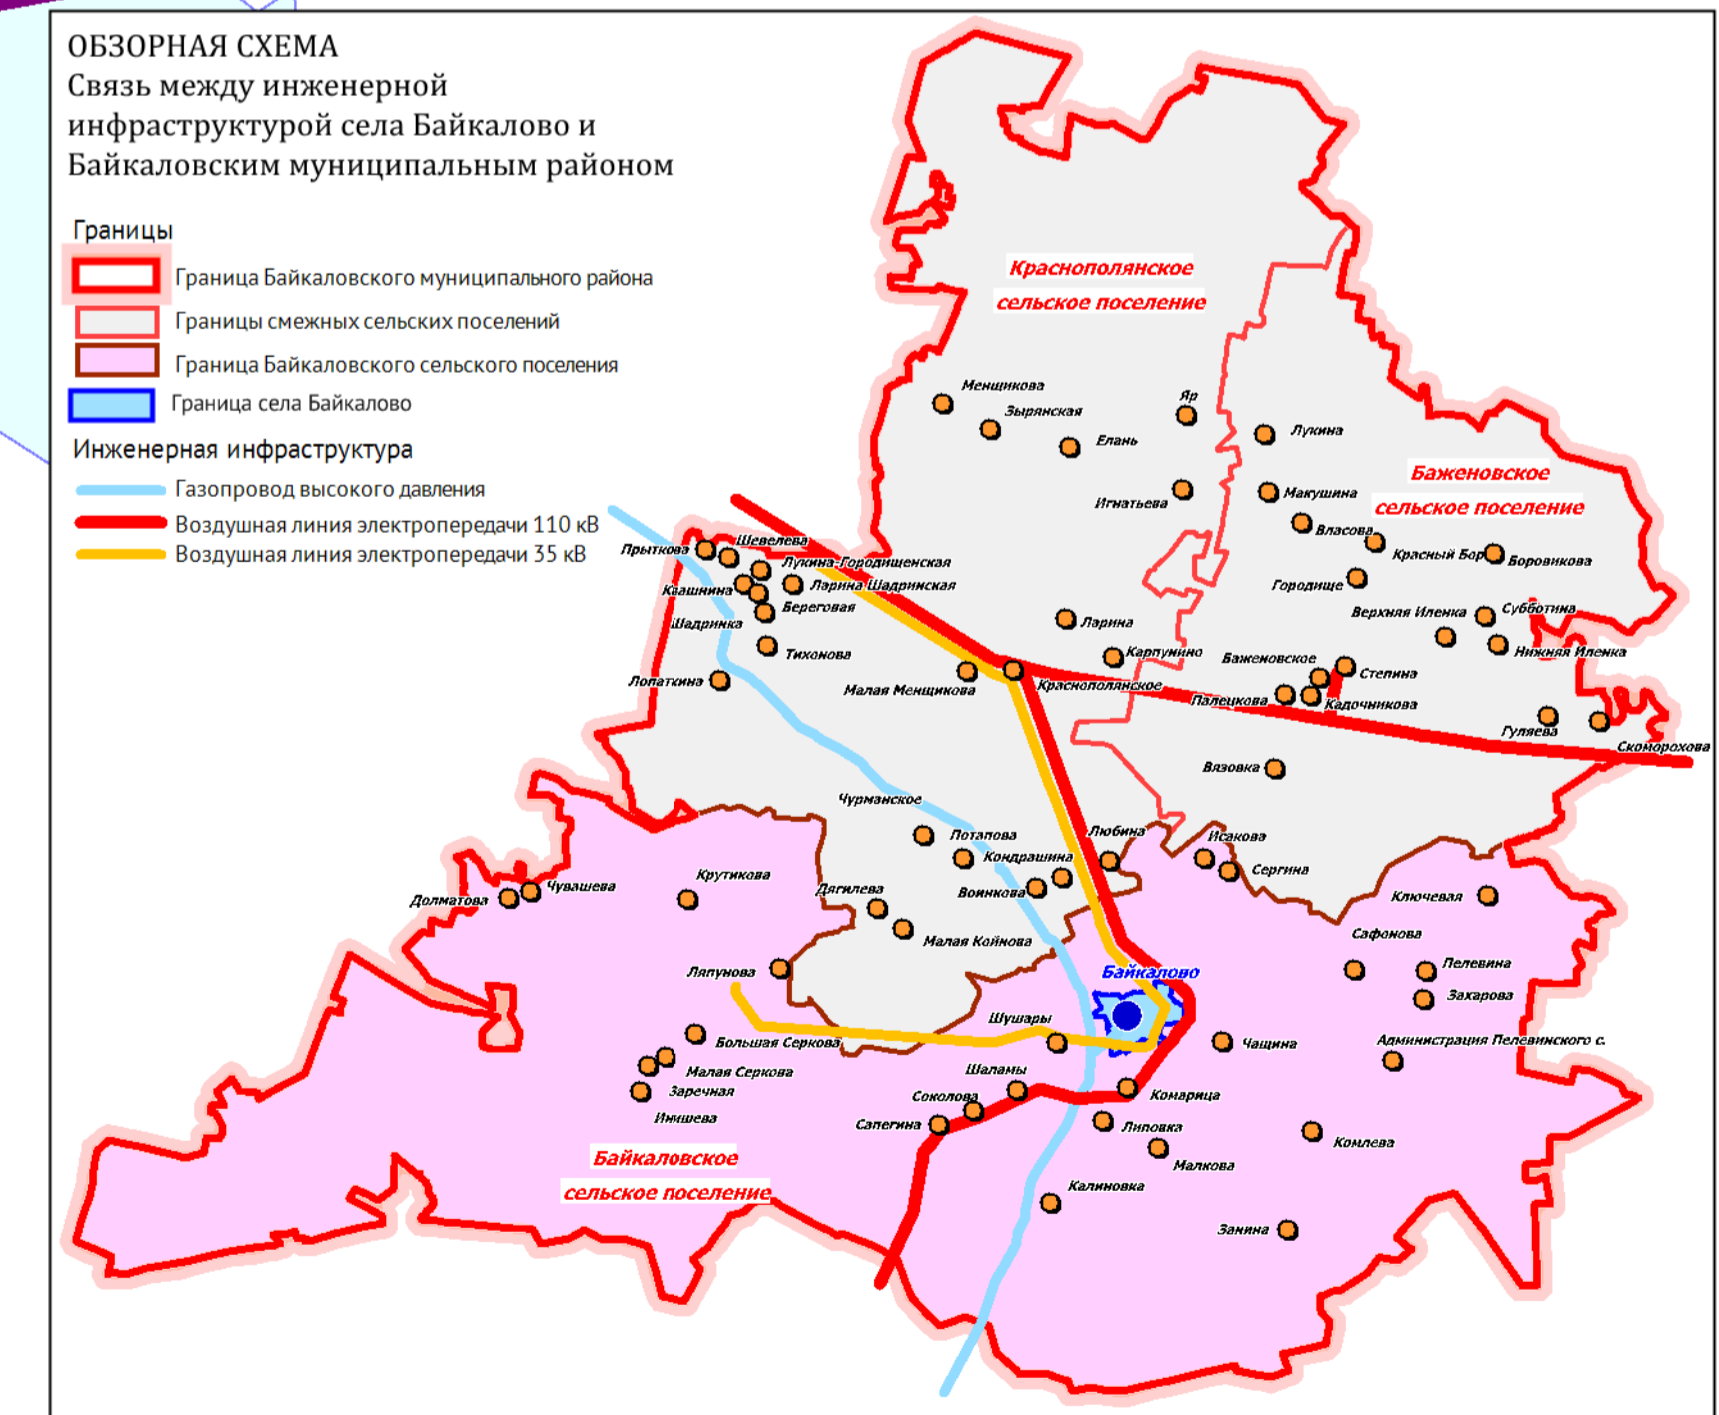 ОБЗОРНАЯ СХЕМА
Связь между инженерной
инфраструктурой села Байкалово и
Байкаловским муниципальным районом
Границы
Граница Байкаловского муниципального района
Границы смежных сельских поселений
Граница Байкаловского сельского поселения
Граница села Байкалово
Инженерная инфраструктура
Газопровод высокого давления
Воздушная линия электропередачи 110 кВ
Воздушная линия электропередачи 35 кВ
Краснополянское
сельское поселение
Менщикова
Зырянская
Елань
Яр
Лукина
Баженовское
сельское поселение
Игнатьева
Макушина
Власова
Красный Бор
Боровикова
Городище
Прыткова
Шевелева
Лукина-Городищенская
Квашнина
Ларина Шадринская
Береговая
Шадринка
Тихонова
Лопаткина
Верхняя Иленка
Субботина
Нижняя Иленка
Ларина
Карпунино
Баженовское
Степина
Малая Менщикова
Краснополянское
Палецкова
Кадочникова
Гуляева
Скоморохова
Вязовка
Чурманское
Потапова
Кондрашина
Любина
Исакова
Сергина
Воинкова
Дягилева
Малая Койнова
Крутикова
Чувашева
Долматова
Ключевая
Сафонова
Пелевина
Захарова
Ляпунова
Байкалово
Шушары
Чащина
Администрация Пелевинского с.
Большая Серкова
Малая Серкова
Заречная
Инишева
Шаламы
Соколова
Сапегина
Комарица
Липовка
Малкова
Комлева
Байкаловское
сельское поселение
Калиновка
Занина